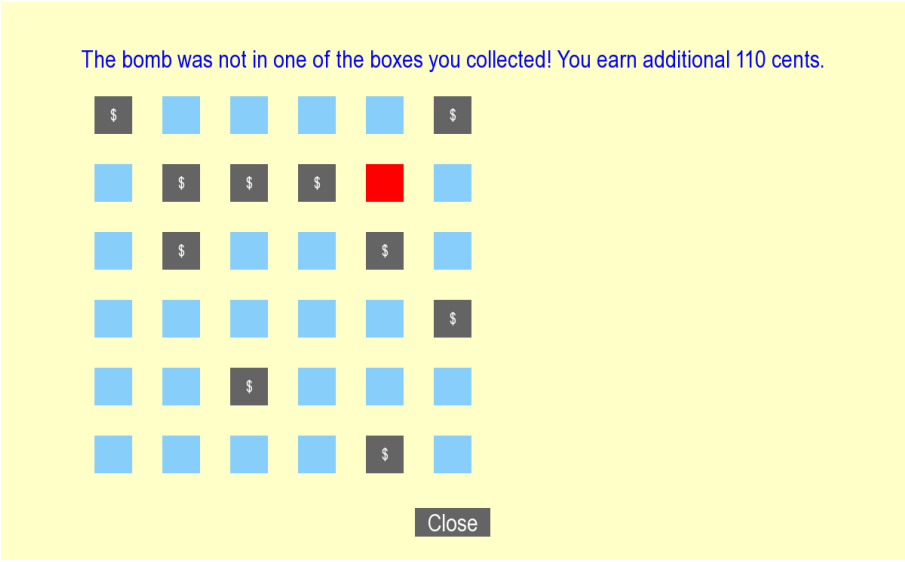 The bomb was not in one of the boxes you collected! You earn additional 110 cents.
$ $
$ $ $
$ $
$
$
$
Close